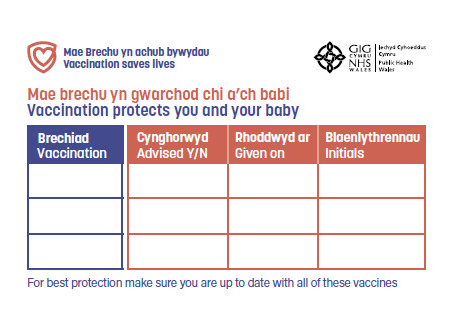 Mae Brechu yn achub bywydau
Vaccination saves lives
GIG
CYMRU
NHS
WALES
Iechyd Cyhoeddus
Cymru
Public Health
Wales
Mae brechu yn gwarchod chi a'ch babi
Vaccination protects you and your baby
Brechiad
Vaccination
Cynghorwyd
Advised Y/N
Rhoddwyd ar
Given on
Blaenlythrennau
Initials
For best protection make sure you are up to date with all of these vaccines